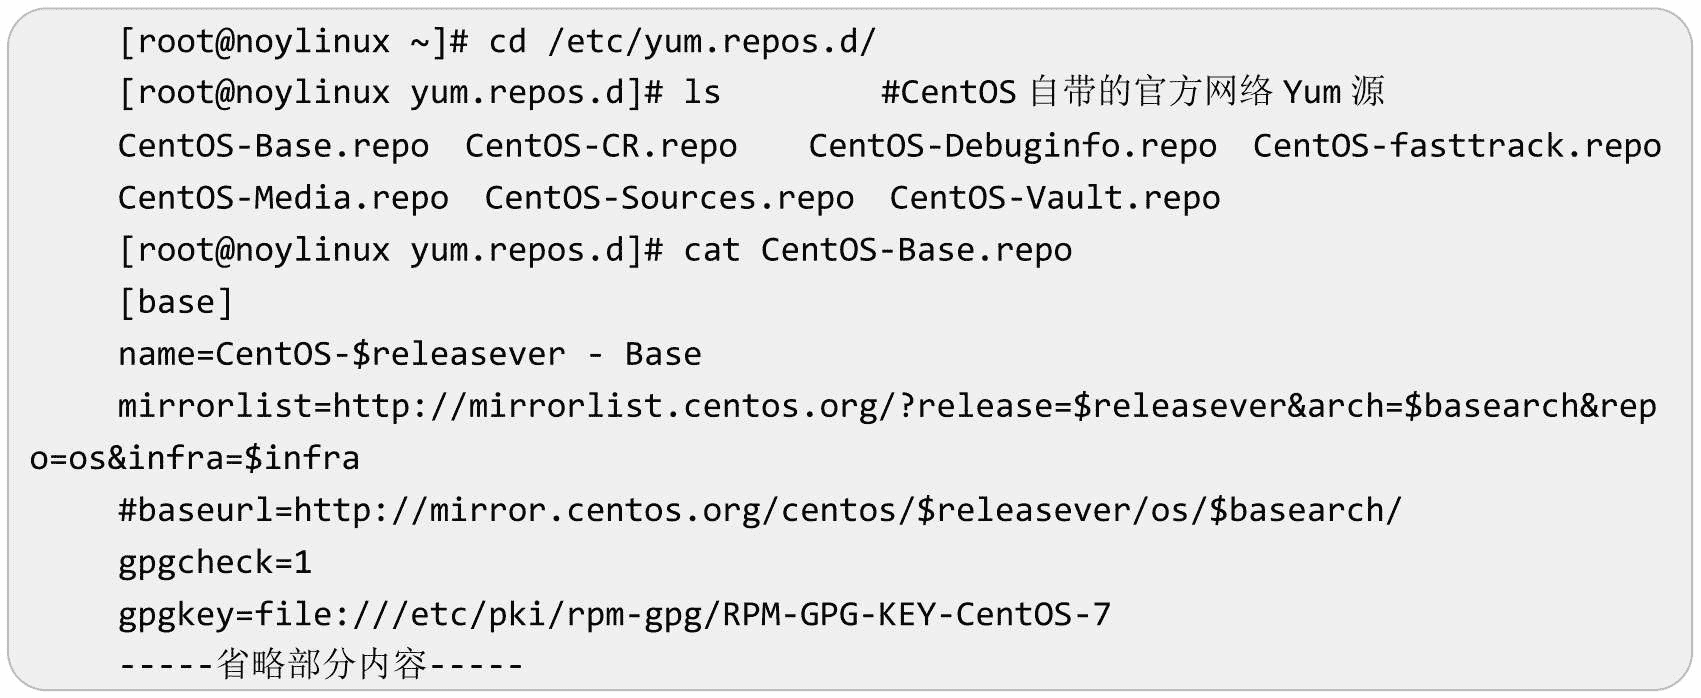 [root@noylinux ~]# cd /etc/yum.repos.d/
[root@noylinux yum.repos.d]# ls #CentOS 自带的官方网络 Yum 源
CentOS-Base.repo CentOS-CR.repo CentOS-Debuginfo.repo CentOS-fasttrack.repo
CentOS-Media.repo CentOS-Sources.repo CentOS-Vault.repo
[root@noylinux yum.repos.d]# cat CentOS-Base.repo
[base]
name=CentOS-$releasever - Base
mirrorlist=http://mirrorlist.centos.org/?release=$releasever&arch=$basearch&rep
o=os&infra=$infra
#baseurl=http://mirror.centos.org/centos/$releasever/os/$basearch/
gpgcheck=1
gpgkey=file:///etc/pki/rpm-gpg/RPM-GPG-KEY-CentOS-7
-----省略部分内容-----